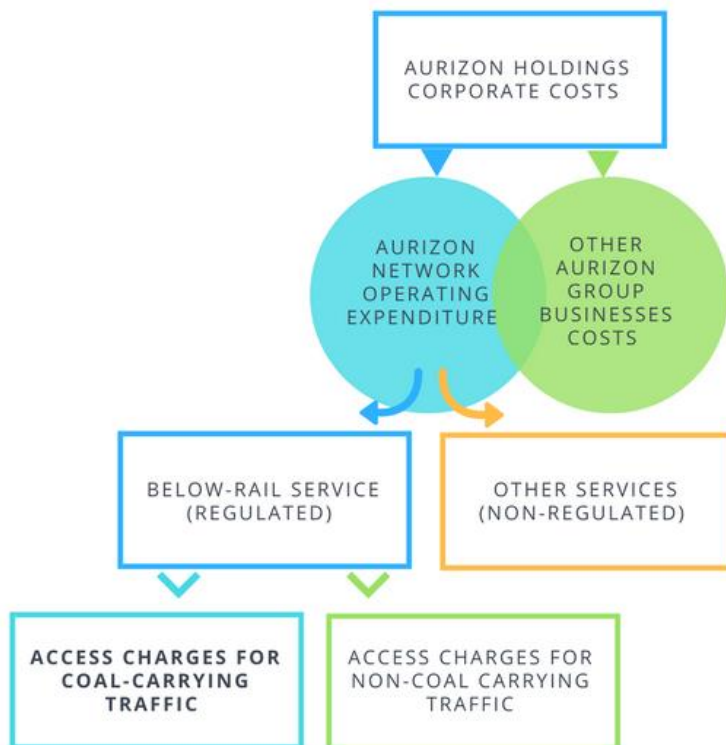 AURIZON HOLDINGS
CORPORATE COSTS
AURIZON
NETWORK
OPERATING
EXPENDITURE
OTHER
AURIZON
GROUP
BUSINESSES
COSTS
BELOW-RAIL SERVICE
(REGULATED)
OTHER SERVICES
(NON-REGULATED)
ACCESS CHARGES FOR
COAL-CARRYING
TRAFFIC
ACCESS CHARGES FOR
NON-COAL CARRYING
TRAFFIC